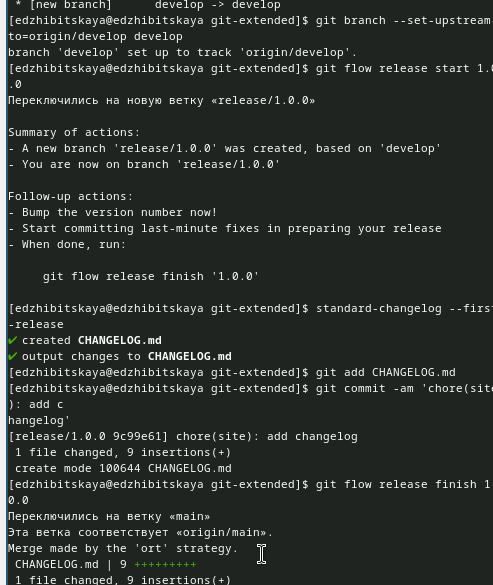 * [new branch]      develop -> develop
[edzhibitskaya@edzhibitskaya git-extended]$ git branch --set-upstream-
to=origin/develop develop
branch 'develop' set up to track 'origin/develop'.
[edzhibitskaya@edzhibitskaya git-extended]$ git flow release start 1.0
.0
Переключились на новую ветку «release/1.0.0»

Summary of actions:
- A new branch 'release/1.0.0' was created, based on 'develop'
- You are now on branch 'release/1.0.0'

Follow-up actions:
- Bump the version number now!
- Start committing last-minute fixes in preparing your release
- When done, run:

     git flow release finish '1.0.0'

[edzhibitskaya@edzhibitskaya git-extended]$ standard-changelog --first
-release
✔ created CHANGELOG.md
✔ output changes to CHANGELOG.md
[edzhibitskaya@edzhibitskaya git-extended]$ git add CHANGELOG.md
[edzhibitskaya@edzhibitskaya git-extended]$ git commit -am 'chore(site
): add c
hangelog'
[release/1.0.0 9c99e61] chore(site): add changelog
 1 file changed, 9 insertions(+)
 create mode 100644 CHANGELOG.md
[edzhibitskaya@edzhibitskaya git-extended]$ git flow release finish 1.
0.0
Переключились на ветку «main»
Эта ветка соответствует «origin/main».
Merge made by the 'ort' strategy.
 CHANGELOG.md | 9 +++++++++
 1 file changed, 9 insertions(+)